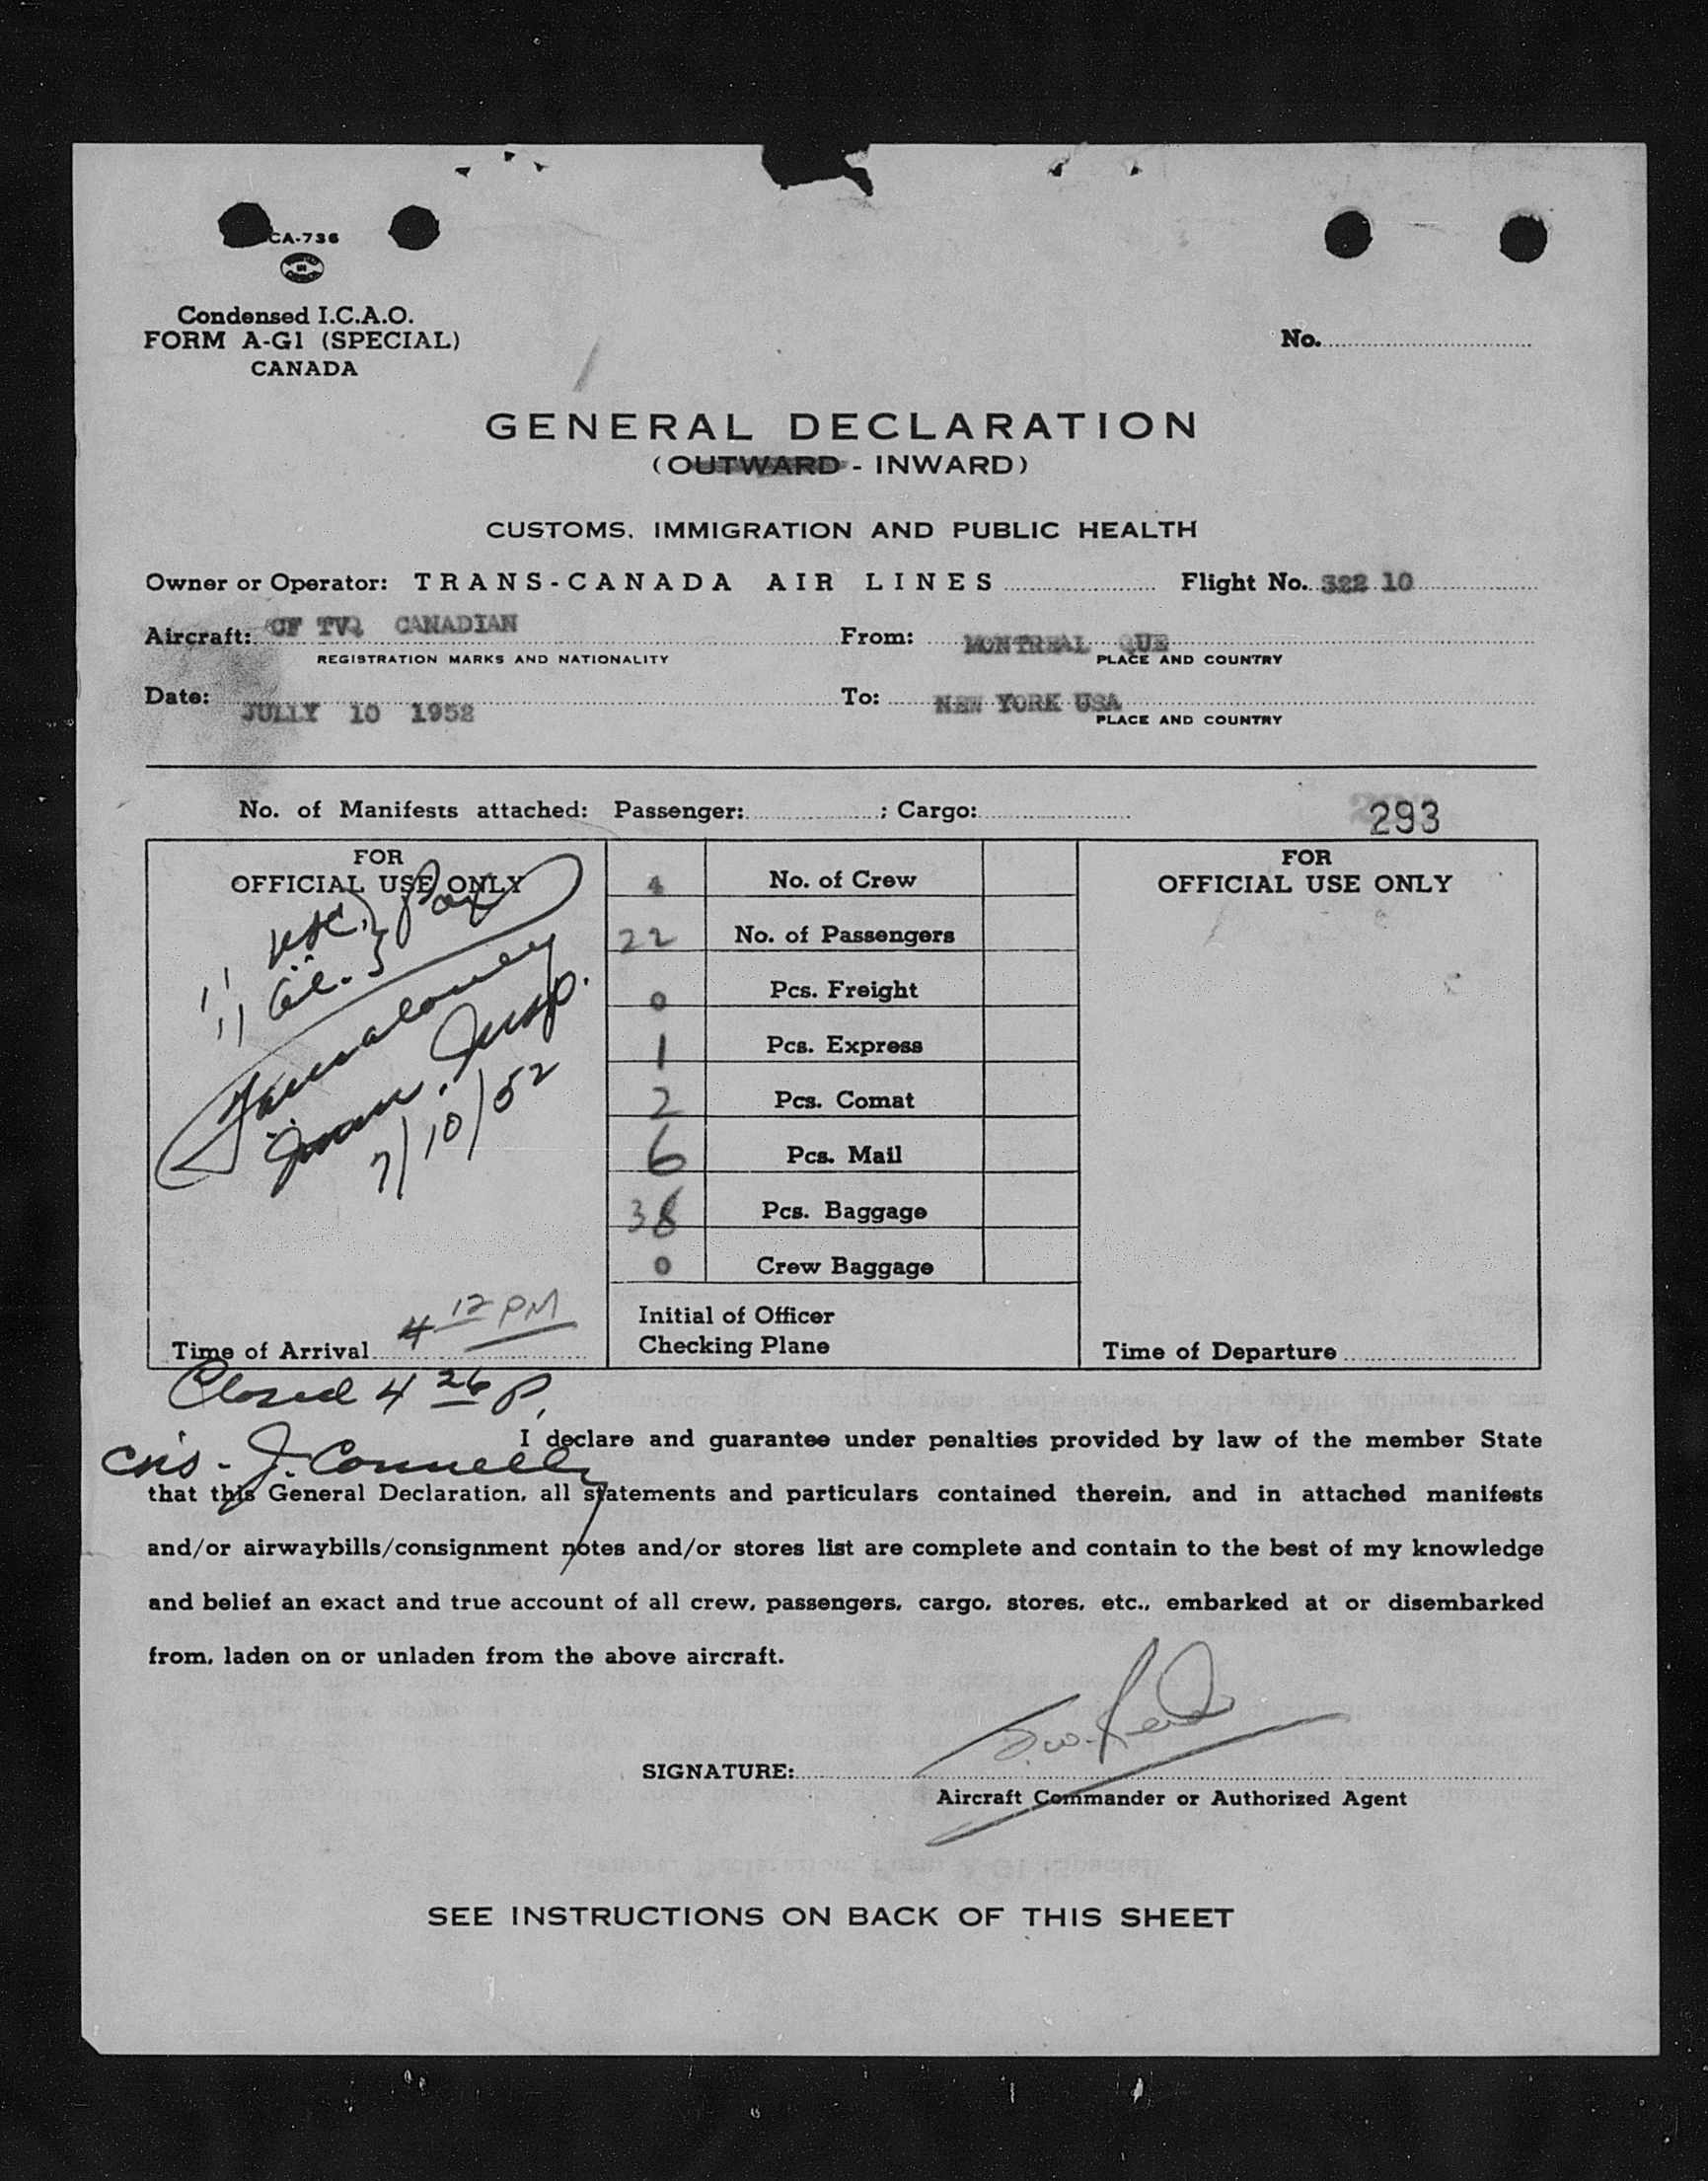 CA-736
Condensed I.C.A.O.
FORM A-G1 (SPECIAL)
CANADA
No.
GENERAL DECLARATION
(OUTWARD - INWARD)
CUSTOMS, IMMIGRATION AND PUBLIC HEALTH
Owner or Operator: TRANS-CANADA AIR LINES Flight No. 322 10
Aircraft: CF TVQ CANADIAN From: MONTREAL QUE
REGISTRATION MARKS AND NATIONALITY PLACE AND COUNTRY
Date: JULLY 10 1952 To: NEW YORK USA
PLACE AND COUNTRY
No. of Manifests attached: Passenger: ; Cargo: 293
FOR
OFFICIAL USE ONLY
11 USC. } Pax
11 Al.
Imm. Insp.
7/10/52
Time of Arrival 4 12 PM
4 No. of Crew
22 No. of Passengers
0 Pcs. Freight
1 Pcs. Express
2 Pcs. Comat
6 Pcs. Mail
38 Pcs. Baggage
0 Crew Baggage
Initial of Officer
Checking Plane
FOR
OFFICIAL USE ONLY
Time of Departure
Closed 4 26 P.
J. Connelly
I declare and guarantee under penalties provided by law of the member State
that this General Declaration, all statements and particulars contained therein, and in attached manifests
and/or airwaybills/consignment notes and/or stores list are complete and contain to the best of my knowledge
and belief an exact and true account of all crew, passengers, cargo, stores, etc., embarked at or disembarked
from, laden on or unladen from the above aircraft.
SIGNATURE:
Aircraft Commander or Authorized Agent
SEE INSTRUCTIONS ON BACK OF THIS SHEET